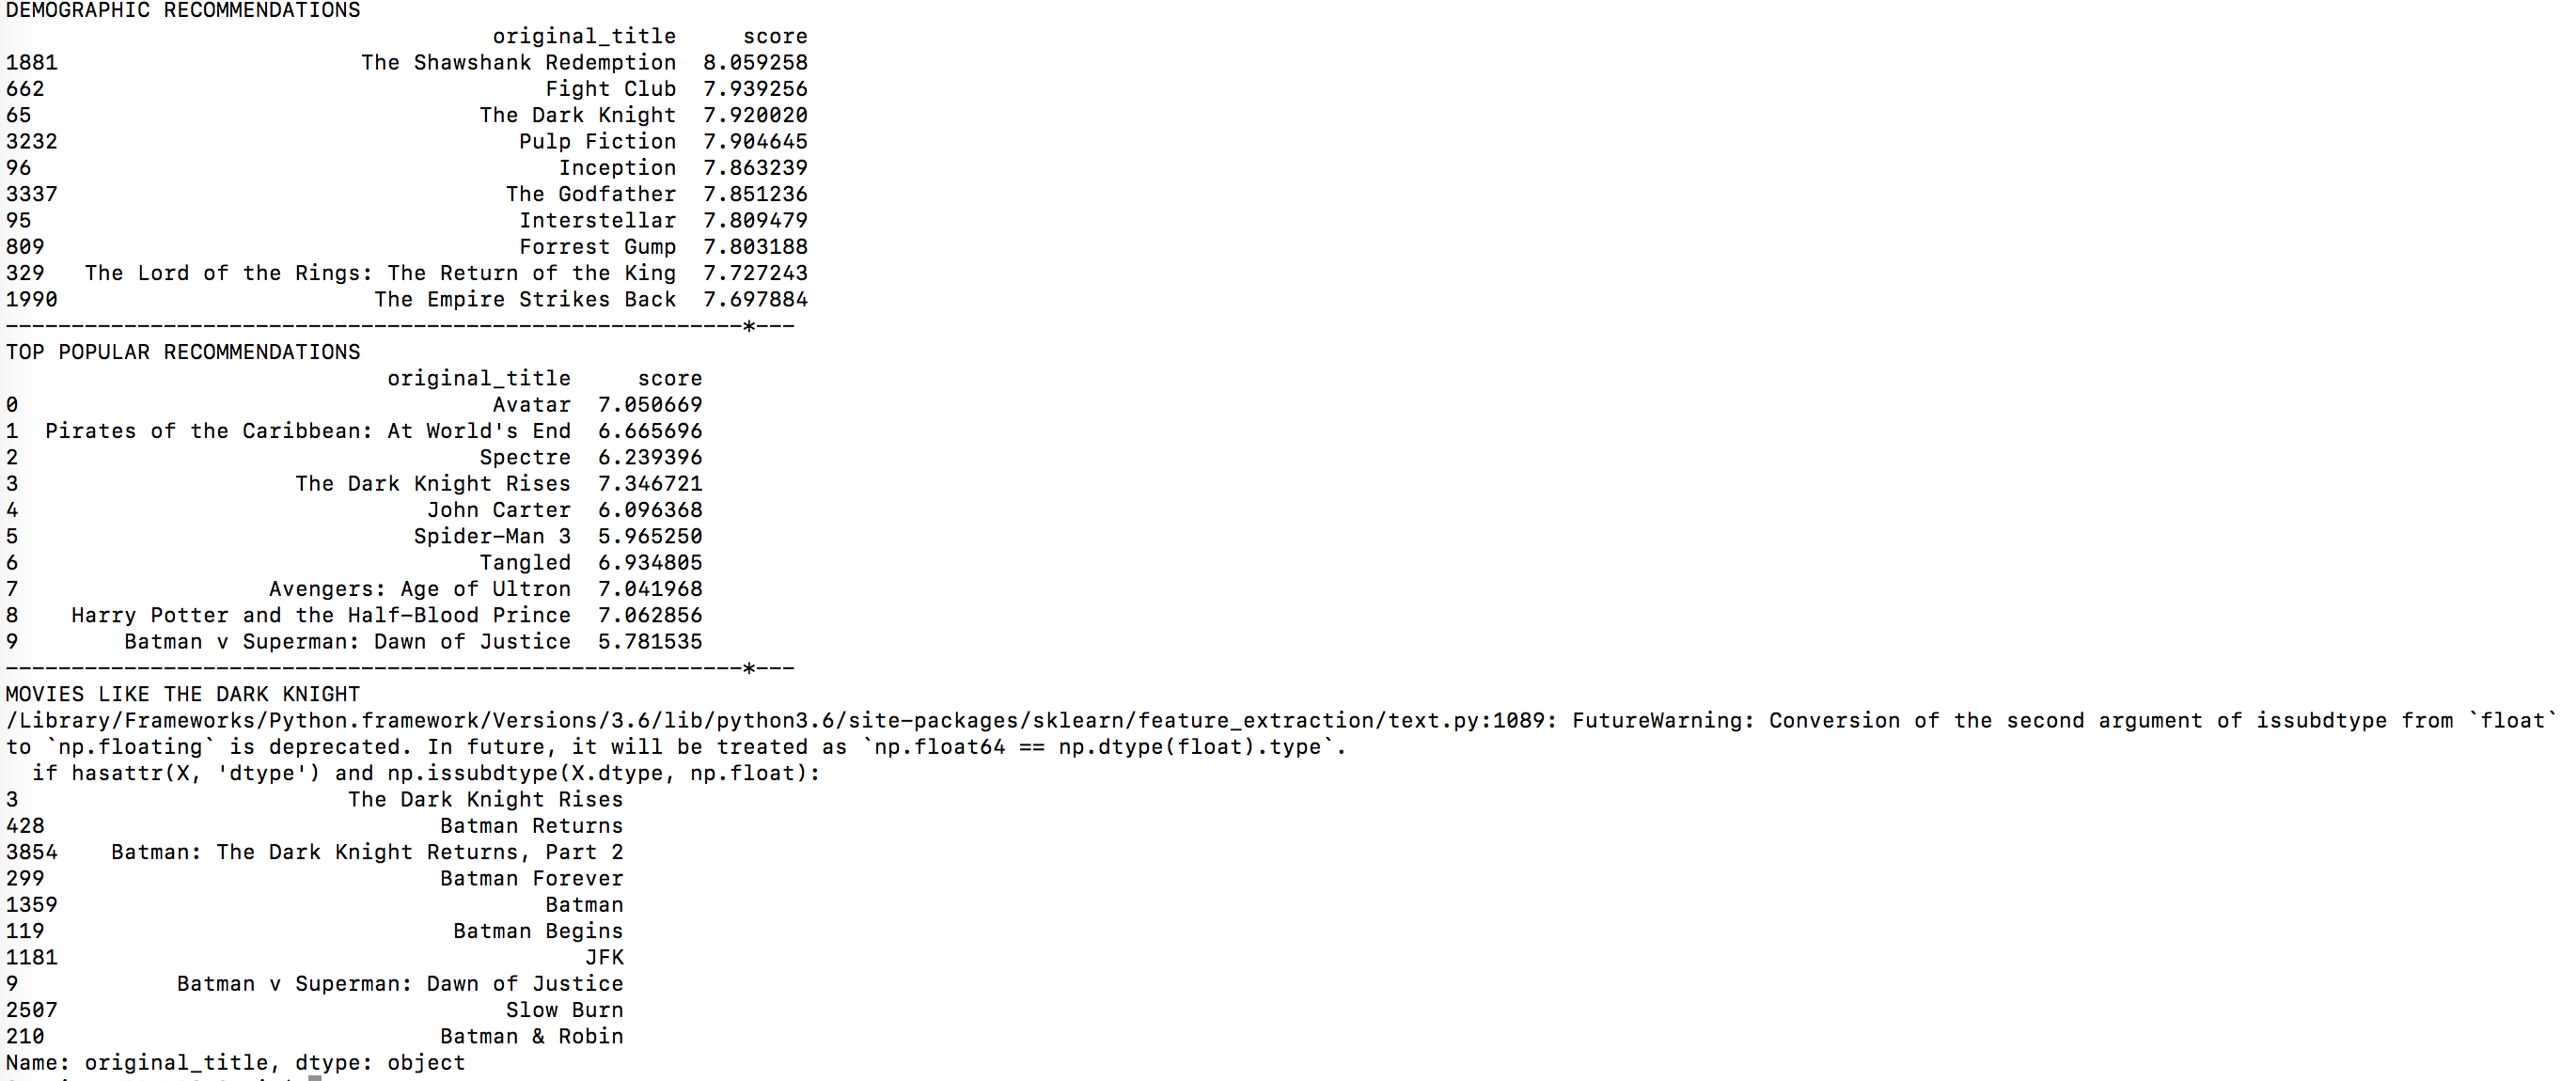 DEMOGRAPHIC RECOMMENDATIONS
original_title score
1881 The Shawshank Redemption 8.059258
662 Fight Club 7.939256
65 The Dark Knight 7.920020
3232 Pulp Fiction 7.904645
96 Inception 7.863239
3337 The Godfather 7.851236
95 Interstellar 7.809479
809 Forrest Gump 7.803188
329 The Lord of the Rings: The Return of the King 7.727243
1990 The Empire Strikes Back 7.697884
--------------------------------------------------------*---
TOP POPULAR RECOMMENDATIONS
original_title score
0 Avatar 7.050669
1 Pirates of the Caribbean: At World's End 6.665696
2 Spectre 6.239396
3 The Dark Knight Rises 7.346721
4 John Carter 6.096368
5 Spider-Man 3 5.965250
6 Tangled 6.934805
7 Avengers: Age of Ultron 7.041968
8 Harry Potter and the Half-Blood Prince 7.062856
9 Batman v Superman: Dawn of Justice 5.781535
--------------------------------------------------------*---
MOVIES LIKE THE DARK KNIGHT
/Library/Frameworks/Python.framework/Versions/3.6/lib/python3.6/site-packages/sklearn/feature_extraction/text.py:1089: FutureWarning: Conversion of the second argument of issubdtype from `float`
to `np.floating` is deprecated. In future, it will be treated as `np.float64 == np.dtype(float).type`.
if hasattr(X, 'dtype') and np.issubdtype(X.dtype, np.float):
3 The Dark Knight Rises
428 Batman Returns
3854 Batman: The Dark Knight Returns, Part 2
299 Batman Forever
1359 Batman
119 Batman Begins
1181 JFK
9 Batman v Superman: Dawn of Justice
2507 Slow Burn
210 Batman & Robin
Name: original_title, dtype: object